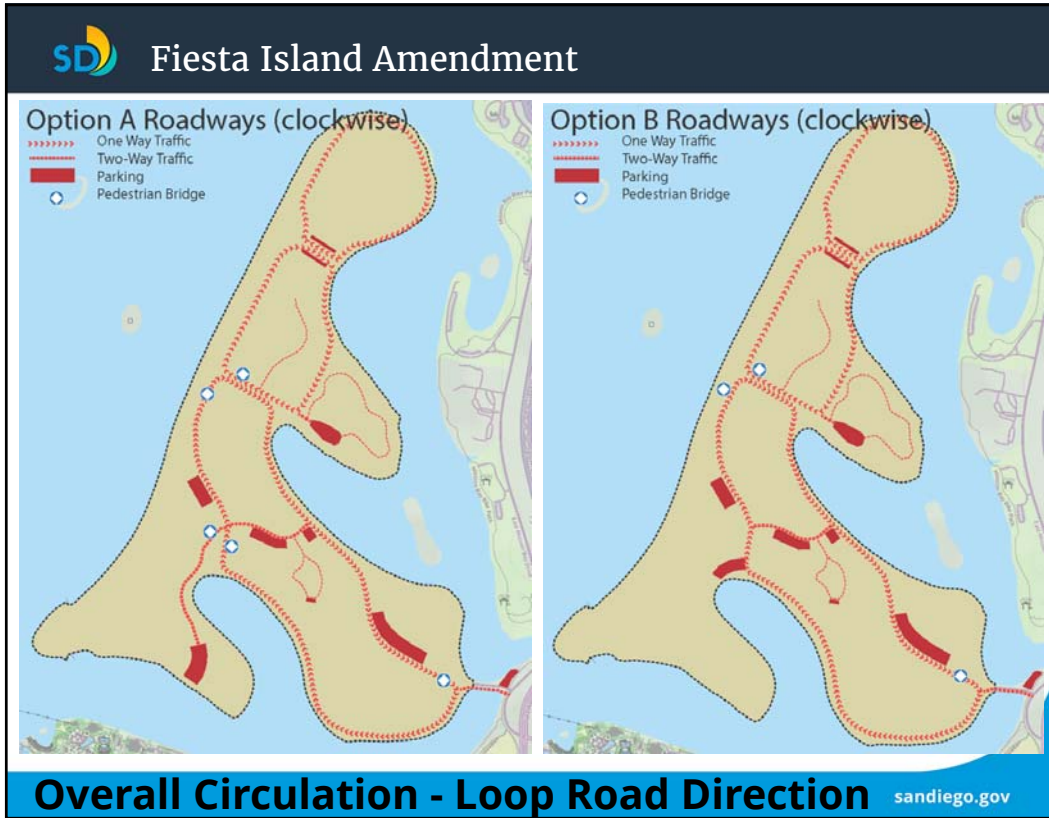 SD Fiesta Island Amendment
Option A Roadways (clockwise)
One Way Traffic
Two-Way Traffic
Parking
Pedestrian Bridge
Option B Roadways (clockwise)
One Way Traffic
Two-Way Traffic
Parking
Pedestrian Bridge
Overall Circulation - Loop Road Direction
sandiego.gov